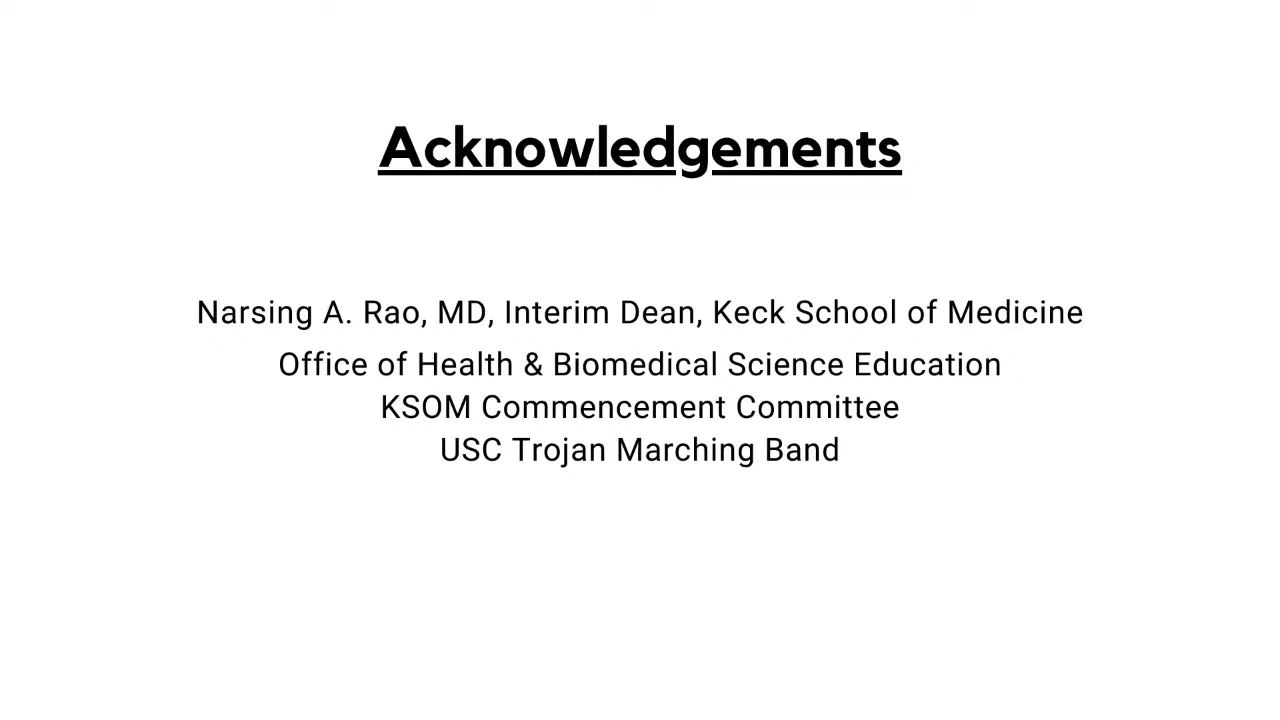 Acknowledgements
Narsing A. Rao, MD, Interim Dean, Keck School of Medicine
Office of Health & Biomedical Science Education
KSOM Commencement Committee
USC Trojan Marching Band